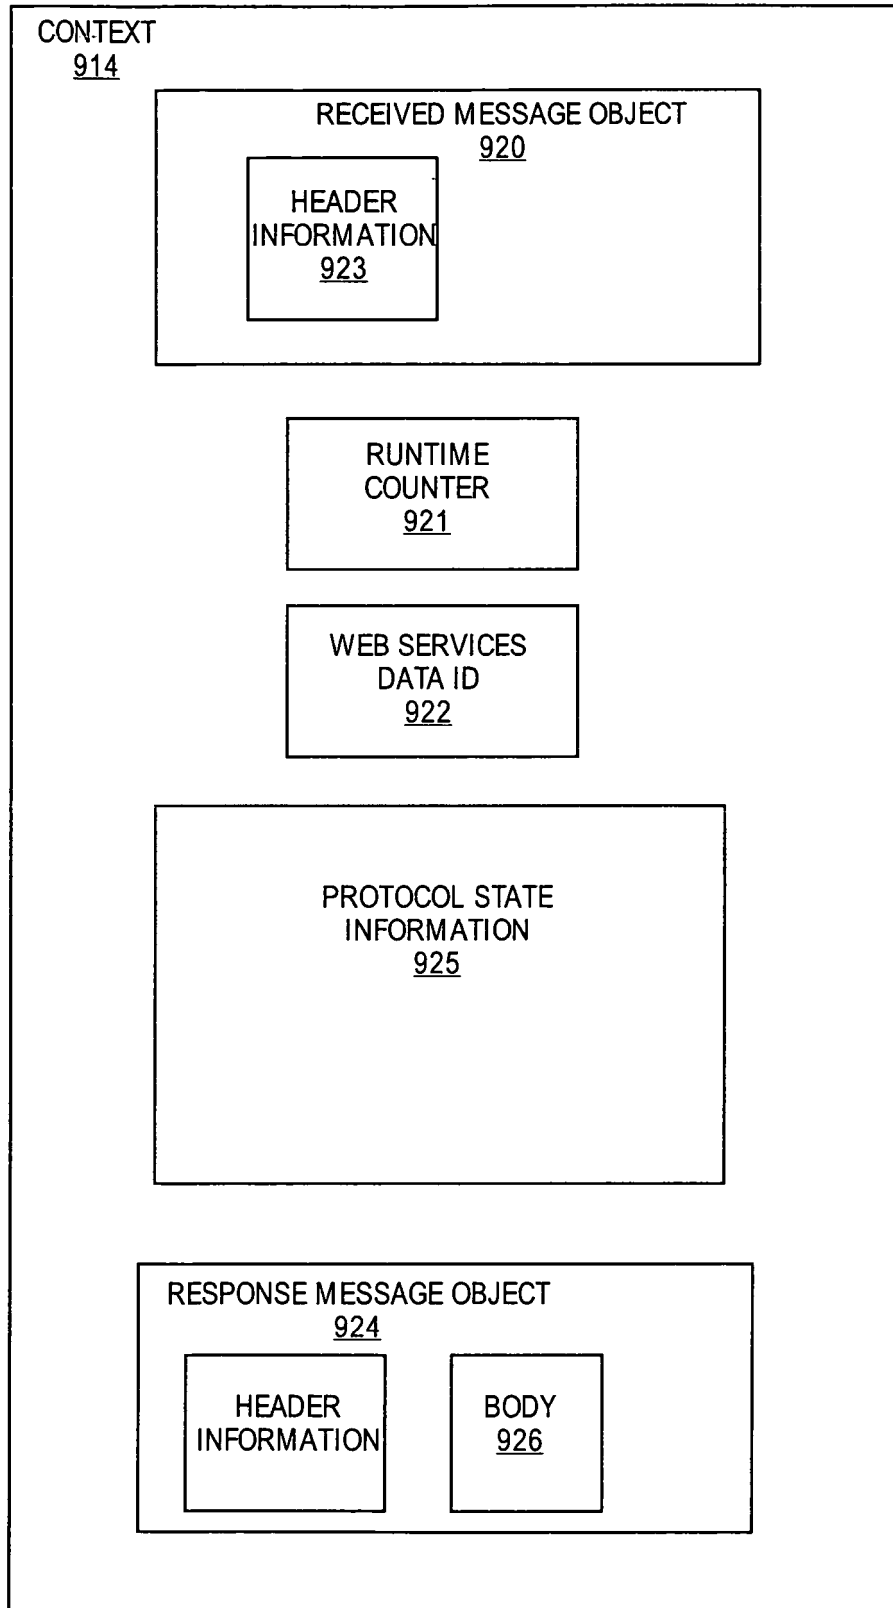 CONTEXT
914
RECEIVED MESSAGE OBJECT
920
HEADER
INFORMATION
923
RUNTIME
COUNTER
921
WEB SERVICES
DATA ID
922
PROTOCOL STATE
INFORMATION
925
RESPONSE MESSAGE OBJECT
924
HEADER
INFORMATION
BODY
926